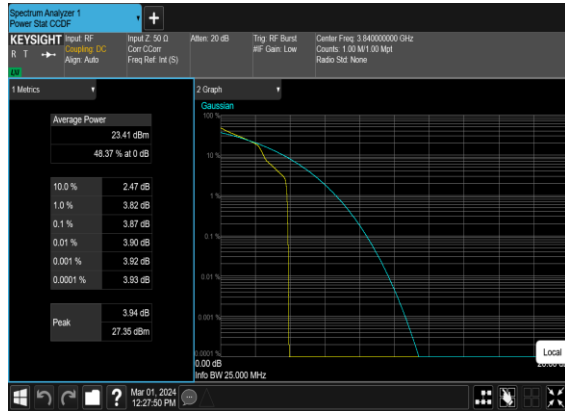 Spectrum Analyzer 1
Power Stat CCDF
+
KEYSIGHT
R T
LV
Input: RF
Coupling: DC
Align: Auto
Input Z: 50 Ω
Corr CCorr
Freq Ref: Int (S)
Atten: 20 dB
Trig: RF Burst
#IF Gain: Low
Center Freq: 3.840000000 GHz
Counts: 1.00 M/1.00 Mpt
Radio Std: None
1 Metrics
Average Power
23.41 dBm
48.37 % at 0 dB
10.0 % 2.47 dB
1.0 % 3.82 dB
0.1 % 3.87 dB
0.01 % 3.90 dB
0.001 % 3.92 dB
0.0001 % 3.93 dB
Peak
3.94 dB
27.35 dBm
2 Graph
Gaussian
100 %
10 %
1 %
0.1 %
0.01 %
0.001 %
0.0001 %
0.00 dB
Info BW 25.000 MHz
Local
?
Mar 01, 2024
12:27:50 PM